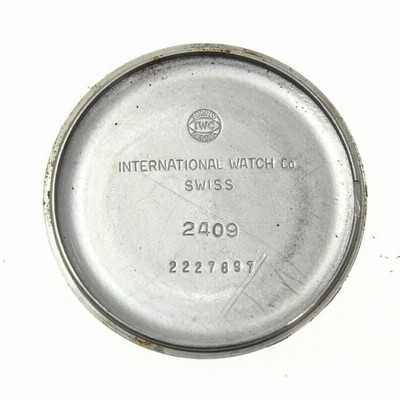 IWC
INTERNATIONAL WATCH Co.
SWISS
2409
2227897